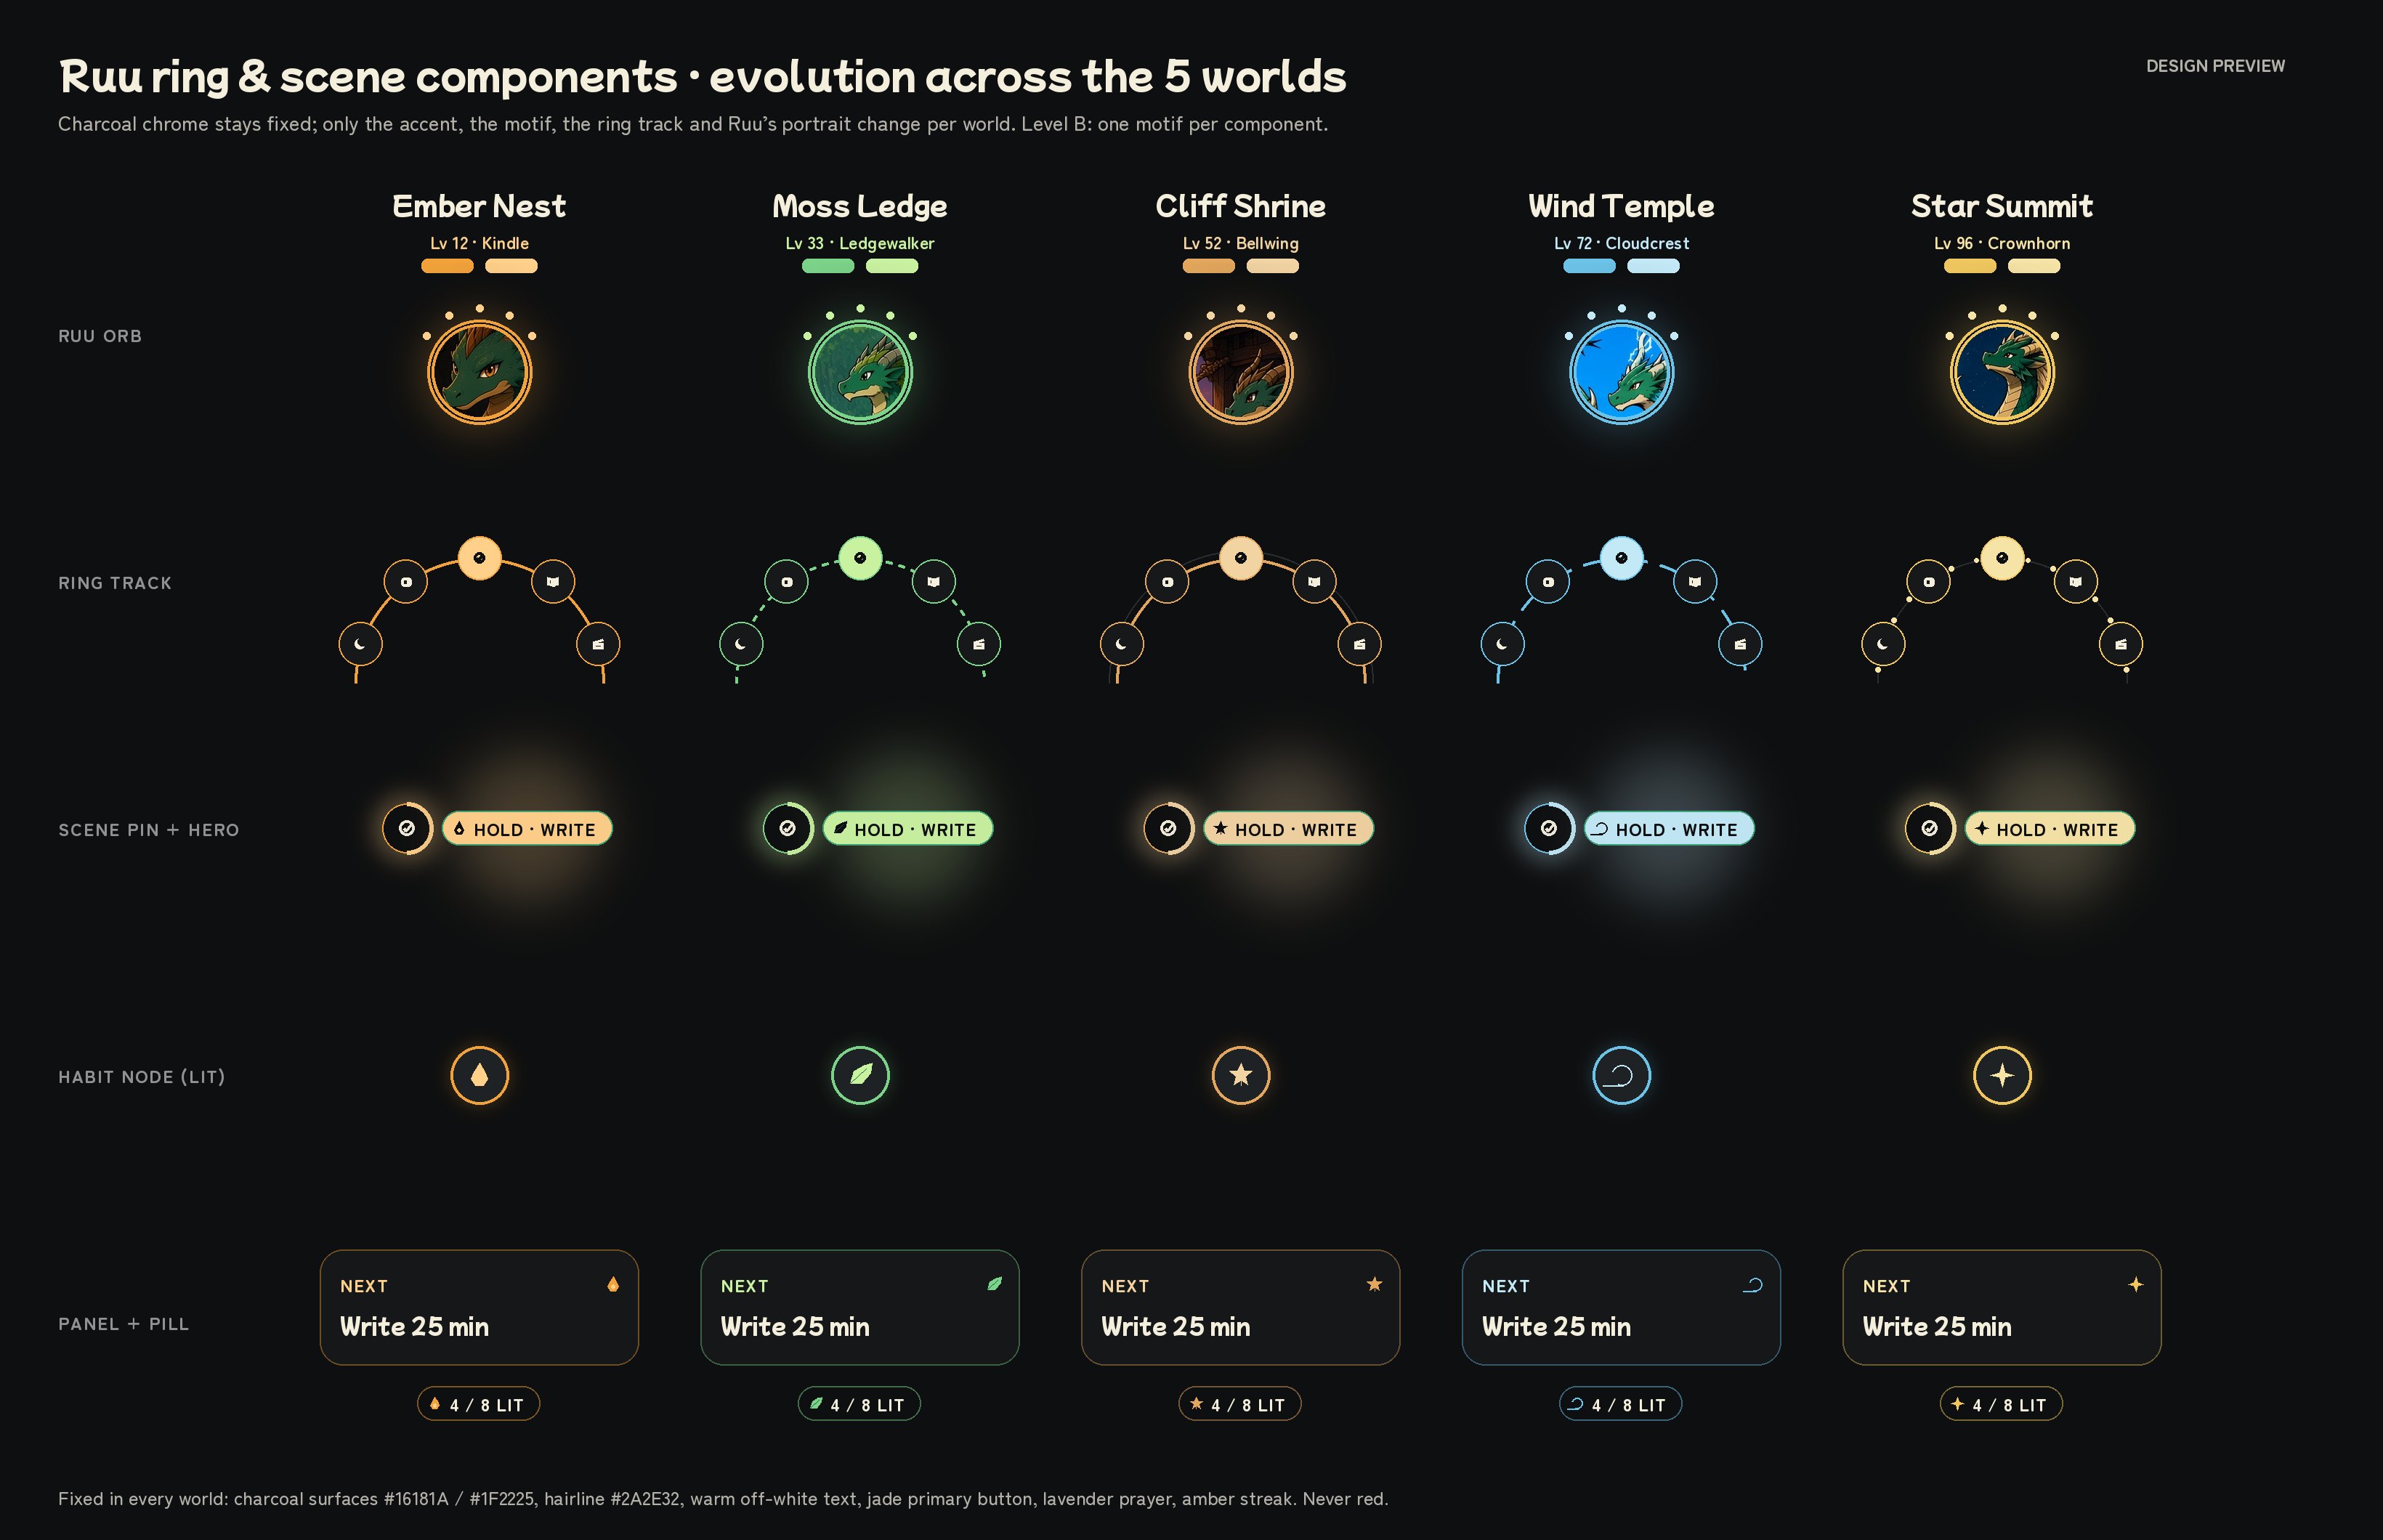 Ruu ring & scene components · evolution across the 5 worlds
DESIGN PREVIEW
Charcoal chrome stays fixed; only the accent, the motif, the ring track and Ruu’s portrait change per world. Level B: one motif per component.
Ember Nest
Lv 12 · Kindle
Moss Ledge
Lv 33 · Ledgewalker
Cliff Shrine
Lv 52 · Bellwing
Wind Temple
Lv 72 · Cloudcrest
Star Summit
Lv 96 · Crownhorn
RUU ORB
RING TRACK
SCENE PIN + HERO
HOLD · WRITE
HOLD · WRITE
HOLD · WRITE
HOLD · WRITE
HOLD · WRITE
HABIT NODE (LIT)
PANEL + PILL
NEXT
Write 25 min
4 / 8 LIT
NEXT
Write 25 min
4 / 8 LIT
NEXT
Write 25 min
4 / 8 LIT
NEXT
Write 25 min
4 / 8 LIT
NEXT
Write 25 min
4 / 8 LIT
Fixed in every world: charcoal surfaces #16181A / #1F2225, hairline #2A2E32, warm off-white text, jade primary button, lavender prayer, amber streak. Never red.